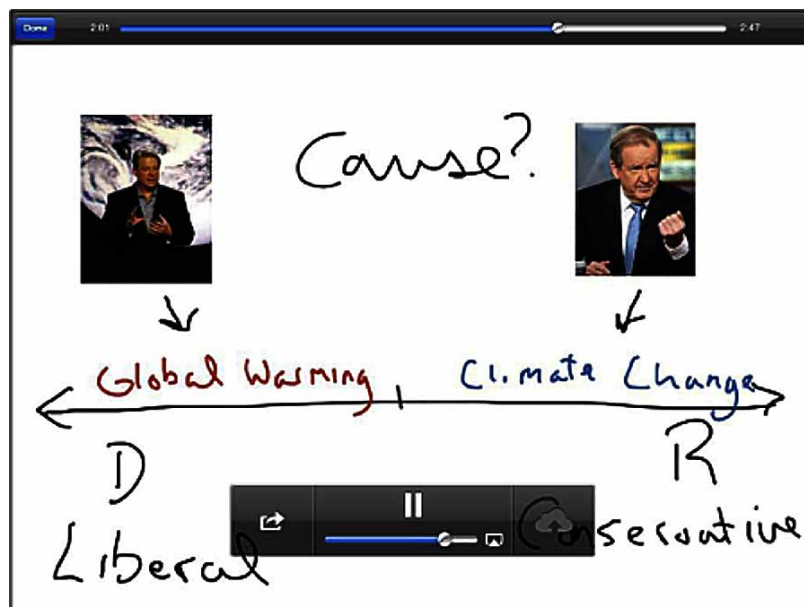 Done 2:01 2:47
Cause?
Global Warming Climate Change
D R
Liberal Conservative